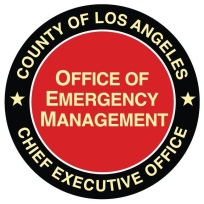 COUNTY OF LOS ANGELES
OFFICE OF
EMERGENCY
MANAGEMENT
CHIEF EXECUTIVE OFFICE